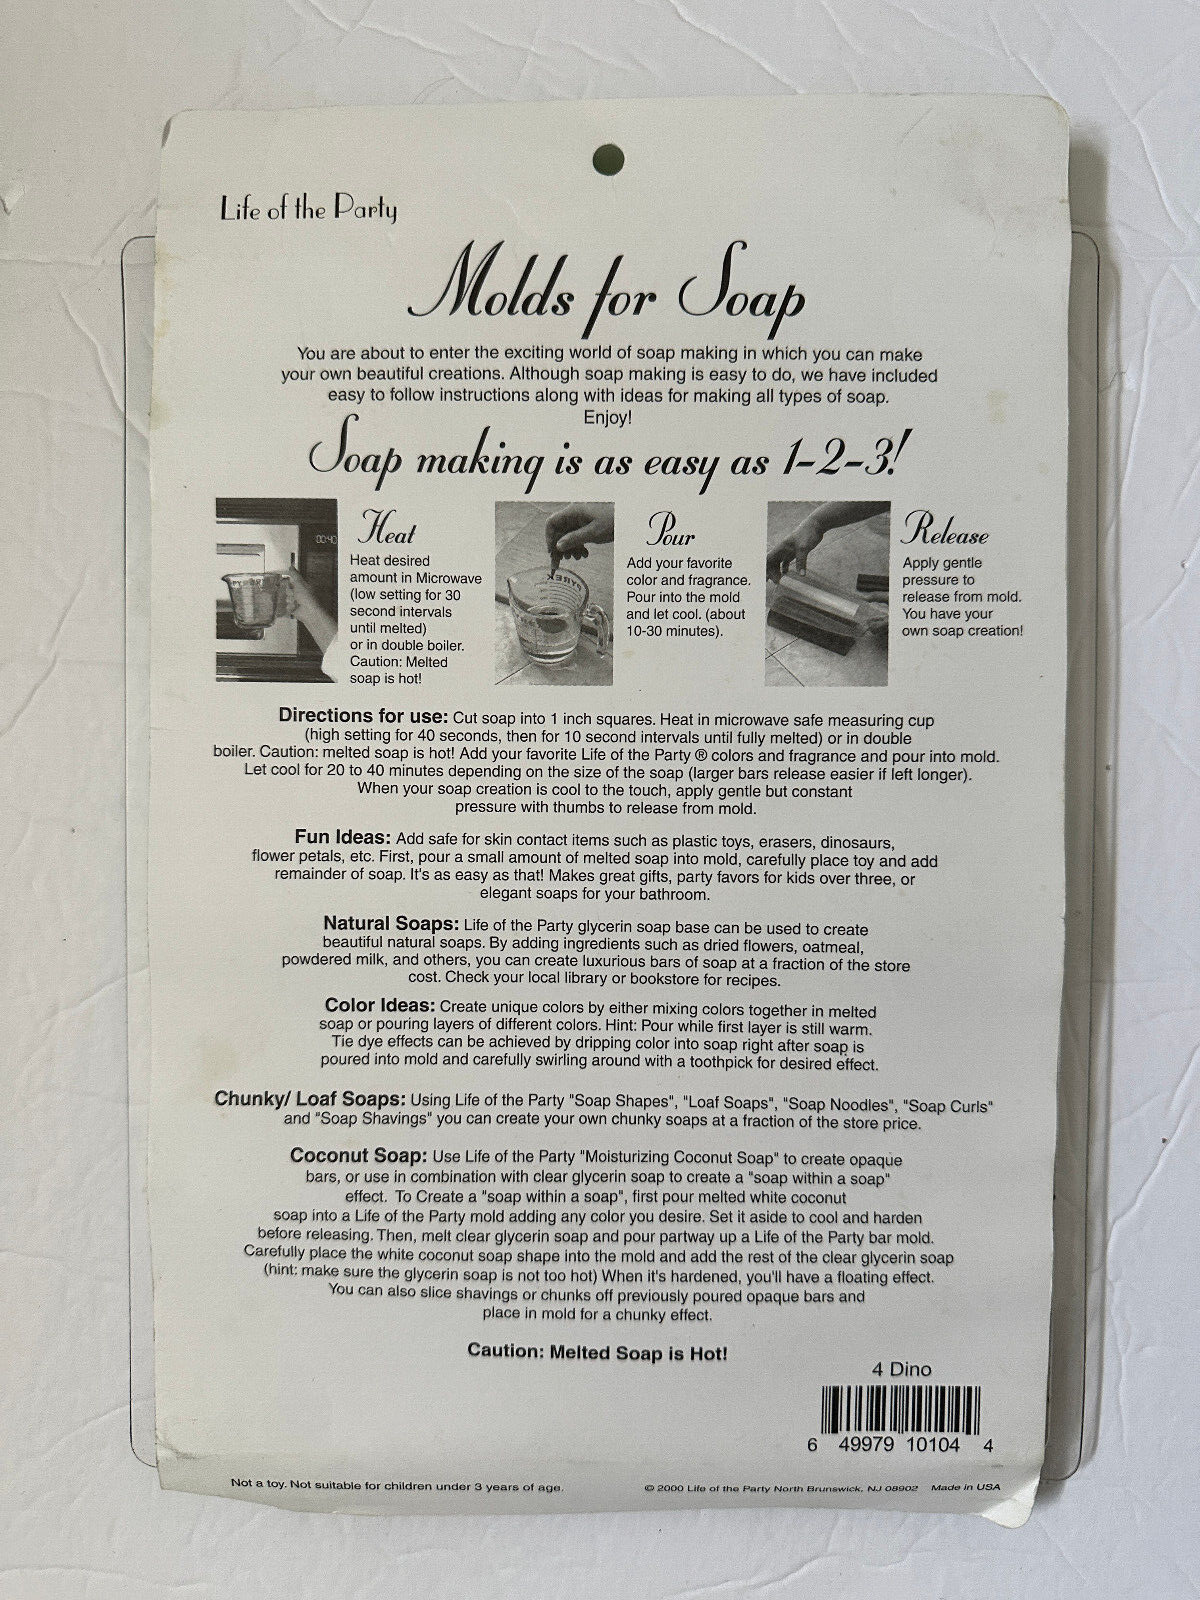 Life of the Party
Molds for Soap
You are about to enter the exciting world of soap making in which you can make
your own beautiful creations. Although soap making is easy to do, we have included
easy to follow instructions along with ideas for making all types of soap.
Enjoy!
Soap making is as easy as 1-2-3!
00:40
PYREX
Heat
Heat desired
amount in Microwave
(low setting for 30
second intervals
until melted)
or in double boiler.
Caution: Melted
soap is hot!
PYREX
Pour
Add your favorite
color and fragrance.
Pour into the mold
and let cool. (about
10-30 minutes).
Release
Apply gentle
pressure to
release from mold.
You have your
own soap creation!
Directions for use: Cut soap into 1 inch squares. Heat in microwave safe measuring cup
(high setting for 40 seconds, then for 10 second intervals until fully melted) or in double
boiler. Caution: melted soap is hot! Add your favorite Life of the Party ® colors and fragrance and pour into mold.
Let cool for 20 to 40 minutes depending on the size of the soap (larger bars release easier if left longer).
When your soap creation is cool to the touch, apply gentle but constant
pressure with thumbs to release from mold.
Fun Ideas: Add safe for skin contact items such as plastic toys, erasers, dinosaurs,
flower petals, etc. First, pour a small amount of melted soap into mold, carefully place toy and add
remainder of soap. It's as easy as that! Makes great gifts, party favors for kids over three, or
elegant soaps for your bathroom.
Natural Soaps: Life of the Party glycerin soap base can be used to create
beautiful natural soaps. By adding ingredients such as dried flowers, oatmeal,
powdered milk, and others, you can create luxurious bars of soap at a fraction of the store
cost. Check your local library or bookstore for recipes.
Color Ideas: Create unique colors by either mixing colors together in melted
soap or pouring layers of different colors. Hint: Pour while first layer is still warm.
Tie dye effects can be achieved by dripping color into soap right after soap is
poured into mold and carefully swirling around with a toothpick for desired effect.
Chunky/ Loaf Soaps: Using Life of the Party "Soap Shapes", "Loaf Soaps", "Soap Noodles", "Soap Curls"
and "Soap Shavings" you can create your own chunky soaps at a fraction of the store price.
Coconut Soap: Use Life of the Party "Moisturizing Coconut Soap" to create opaque
bars, or use in combination with clear glycerin soap to create a "soap within a soap"
effect. To Create a "soap within a soap", first pour melted white coconut
soap into a Life of the Party mold adding any color you desire. Set it aside to cool and harden
before releasing. Then, melt clear glycerin soap and pour partway up a Life of the Party bar mold.
Carefully place the white coconut soap shape into the mold and add the rest of the clear glycerin soap
(hint: make sure the glycerin soap is not too hot) When it's hardened, you'll have a floating effect.
You can also slice shavings or chunks off previously poured opaque bars and
place in mold for a chunky effect.
Caution: Melted Soap is Hot!
4 Dino
6 49979 10104 4
Not a toy. Not suitable for children under 3 years of age.
© 2000 Life of the Party North Brunswick, NJ 08902 Made in USA